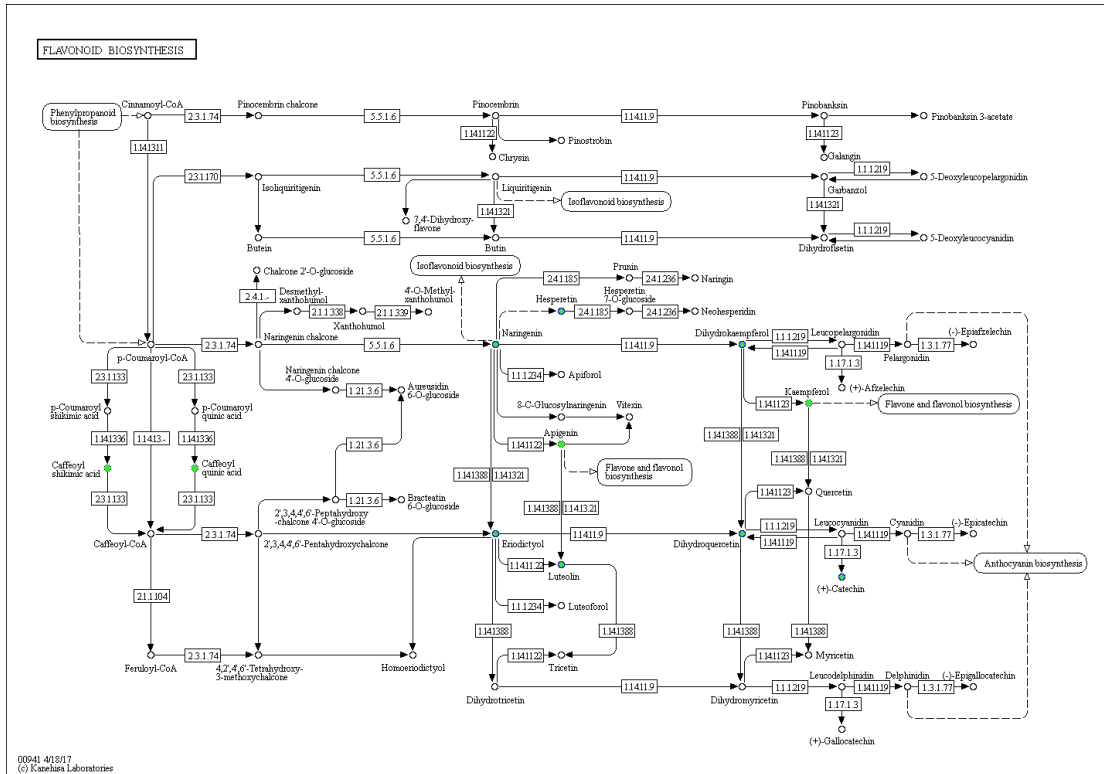 FLAVONOID BIOSYNTHESIS
Phenylpropanoid
biosynthesis
Cinnamoyl-CoA
2.3.1.74
Pinocembrin chalcone
5.5.1.6
Pinocembrin
1.14.11.9
Pinobanksin
Pinobanksin 3-acetate
1.14.13.11
1.14.11.22
Pinostrobin
Chrysin
1.14.11.23
Galangin
2.3.1.170
Isoliquiritigenin
5.5.1.6
Liquiritigenin
1.14.11.9
Garbanzol
1.1.1.219
5-Deoxyleucopelargonidin
Isoflavonoid biosynthesis
7,4'-Dihydroxy-
flavone
1.14.13.21
1.14.13.21
Butein
5.5.1.6
Butin
1.14.11.9
Dihydrofisetin
1.1.1.219
5-Deoxyleucocyanidin
Chalcone 2'-O-glucoside
Isoflavonoid biosynthesis
2.4.1.-
Desmethyl-
xanthohumol
2.1.1.338
Xanthohumol
2.1.1.339
4'-O-Methyl-
xanthohumol
2.4.1.185
Prunin
2.4.1.236
Naringin
Hesperetin
2.4.1.185
Hesperetin
7-O-glucoside
2.4.1.236
Neohesperidin
p-Coumaroyl-CoA
2.3.1.74
Naringenin chalcone
5.5.1.6
Naringenin
1.14.11.9
Dihydrokaempferol
1.1.1.219
1.14.11.19
Leucopelargonidin
1.14.11.19
Pelargonidin
1.3.1.77
(-)-Epiafzelechin
1.17.1.3
(+)-Afzelechin
2.3.1.133
2.3.1.133
Naringenin chalcone
4'-O-glucoside
1.21.3.6
Aureusidin
6-O-glucoside
1.1.1.234
Apiforol
p-Coumaroyl
shikimic acid
p-Coumaroyl
quinic acid
8-C-Glucosylnaringenin
Vitexin
1.14.11.23
Kaempferol
Flavone and flavonol biosynthesis
1.14.13.36
1.14.13.-
1.14.13.36
1.21.3.6
1.14.11.22
Apigenin
Flavone and flavonol
biosynthesis
1.14.13.88
1.14.13.21
1.14.13.88
1.14.13.21
Caffeoyl
shikimic acid
Caffeoyl
quinic acid
1.14.13.88
1.14.13.21
1.14.13.88
1.14.13.21
2.3.1.133
2.3.1.133
1.21.3.6
Bracteatin
6-O-glucoside
2',3,4,4',6'-Peptahydroxy
-chalcone 4'-O-glucoside
1.14.11.23
Quercetin
Caffeoyl-CoA
2.3.1.74
2',3,4,4',6'-Pentahydroxychalcone
Eriodictyol
1.14.11.9
Dihydroquercetin
1.1.1.219
1.14.11.19
Leucocyanidin
1.14.11.19
Cyanidin
1.3.1.77
(-)-Epicatechin
1.17.1.3
(+)-Catechin
Anthocyanin biosynthesis
1.14.11.22
Luteolin
1.1.1.234
Luteoforol
2.1.1.104
1.14.13.88
1.14.13.88
1.14.13.88
1.14.13.88
Feruloyl-CoA
2.3.1.74
4,2',4',6'-Tetrahydroxy-
3-methoxychalcone
Homoeriodictyol
1.14.11.22
Tricetin
1.14.11.23
Myricetin
Dihydrotricetin
1.14.11.9
Dihydromyricetin
1.1.1.219
Leucodelphinidin
1.14.11.19
Delphinidin
1.3.1.77
(-)-Epigallocatechin
1.17.1.3
(+)-Gallocatechin
00941 4/18/17
(c) Kanehisa Laboratories